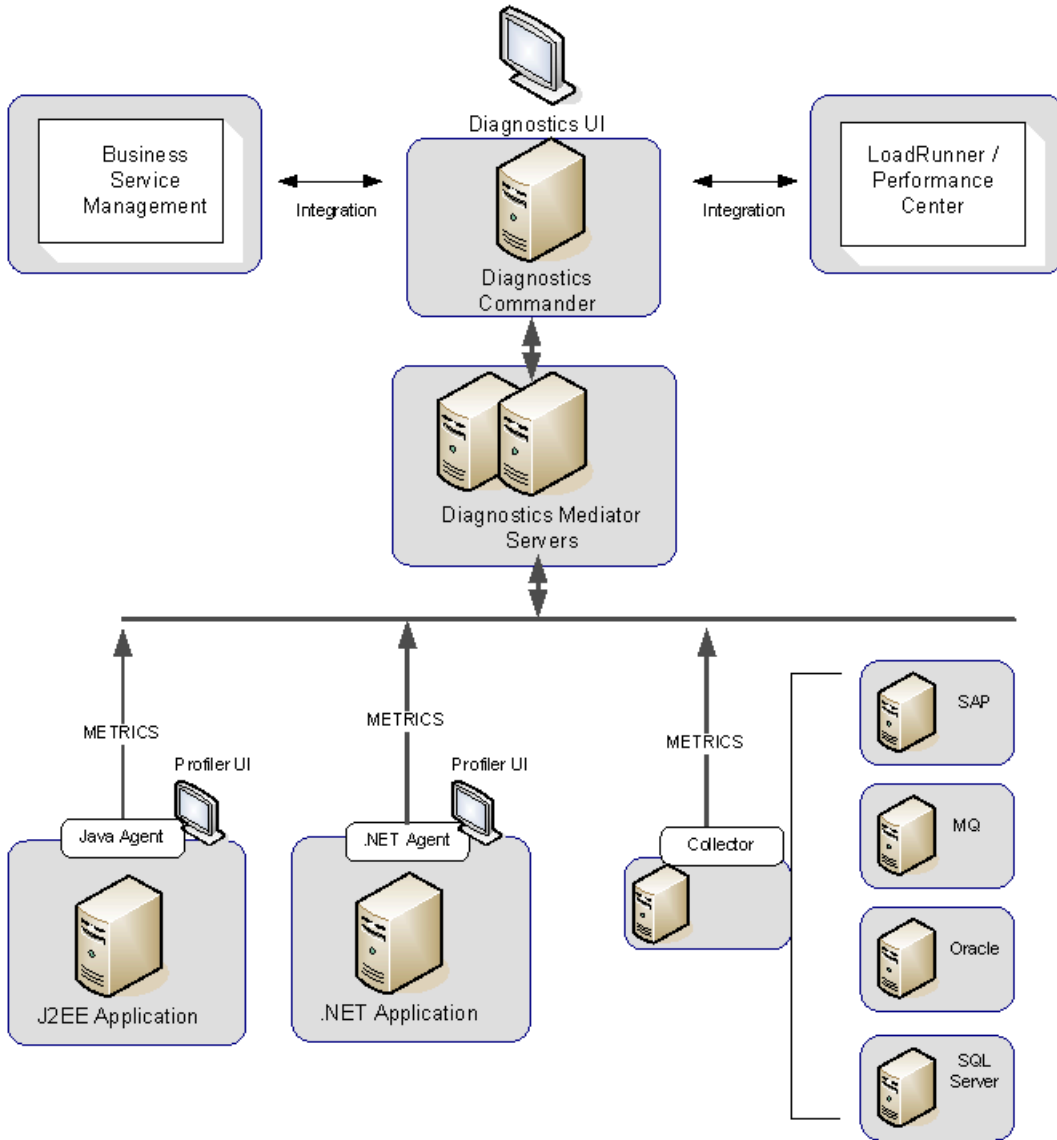 Diagnostics UI
Business
Service
Management
Integration
Diagnostics
Commander
Integration
LoadRunner /
Performance
Center
Diagnostics Mediator
Servers
METRICS
METRICS
METRICS
Profiler UI
Java Agent
J2EE Application
Profiler UI
.NET Agent
.NET Application
Collector
SAP
MQ
Oracle
SQL
Server